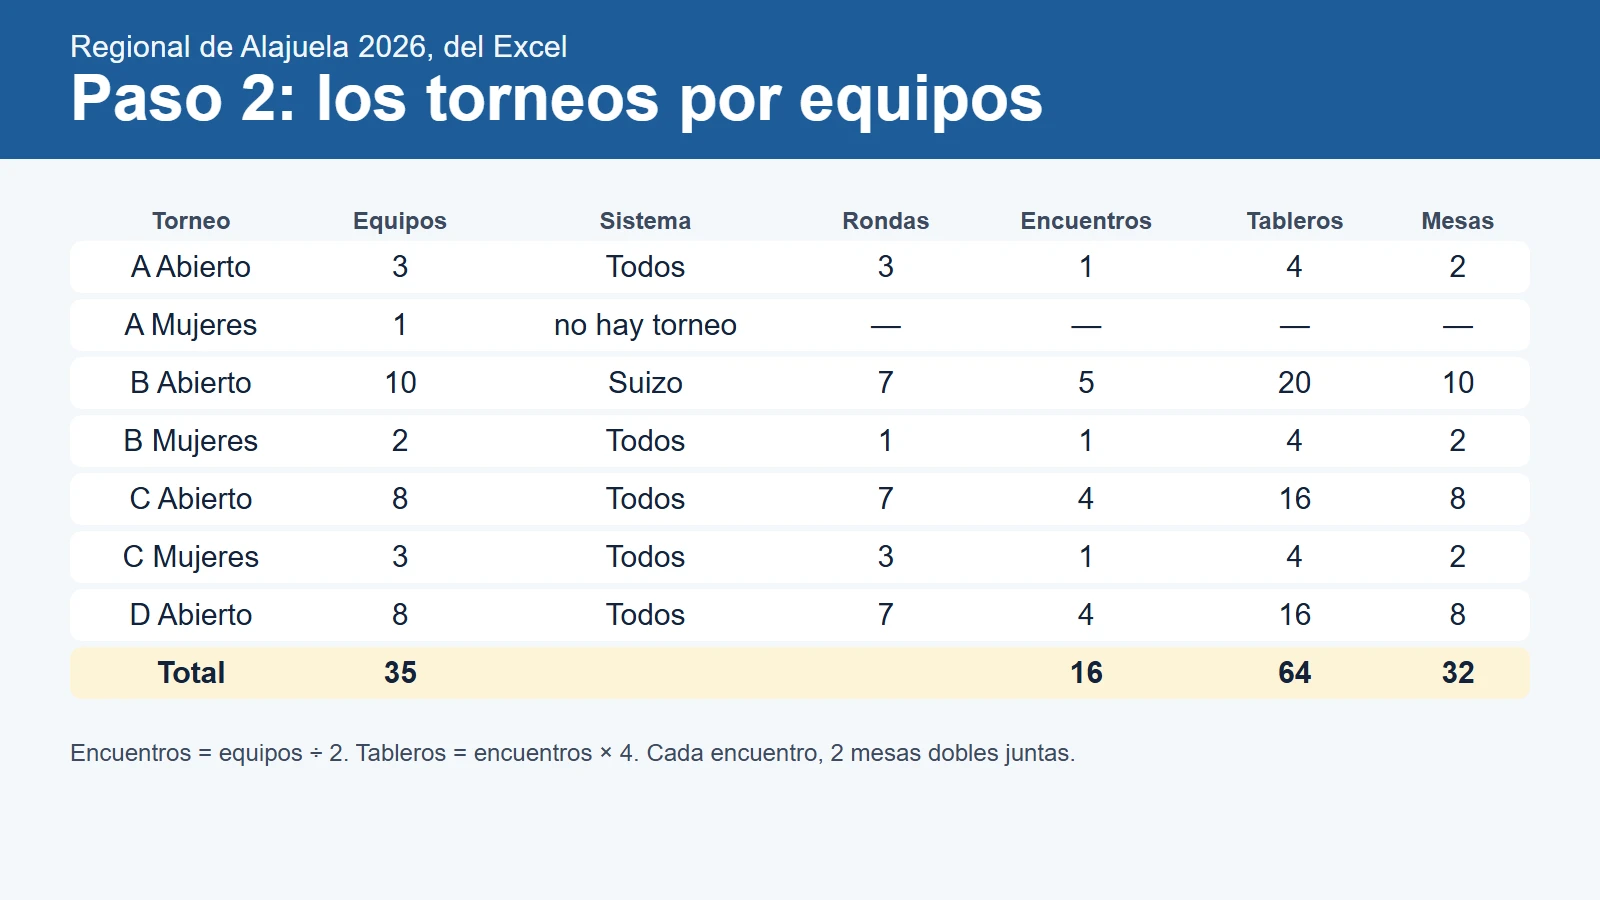 Regional de Alajuela 2026, del Excel
Paso 2: los torneos por equipos
Torneo Equipos Sistema Rondas Encuentros Tableros Mesas
A Abierto 3 Todos 3 1 4 2
A Mujeres 1 no hay torneo — — — —
B Abierto 10 Suizo 7 5 20 10
B Mujeres 2 Todos 1 1 4 2
C Abierto 8 Todos 7 4 16 8
C Mujeres 3 Todos 3 1 4 2
D Abierto 8 Todos 7 4 16 8
Total 35 16 64 32
Encuentros = equipos ÷ 2. Tableros = encuentros × 4. Cada encuentro, 2 mesas dobles juntas.